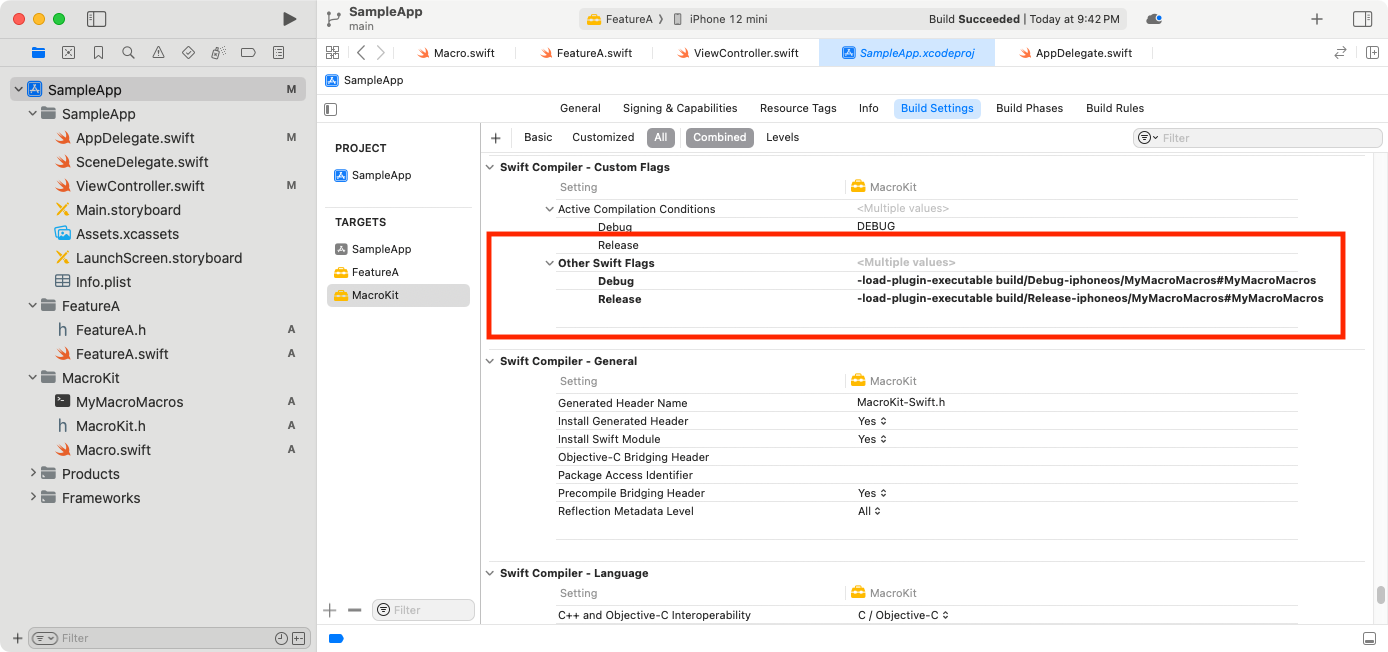 SampleApp
main
FeatureA
iPhone 12 mini
Build Succeeded | Today at 9:42 PM
Macro.swift
FeatureA.swift
ViewController.swift
SampleApp.xcodeproj
AppDelegate.swift
SampleApp M
SampleApp
AppDelegate.swift M
SceneDelegate.swift
ViewController.swift M
Main.storyboard
Assets.xcassets
LaunchScreen.storyboard
Info.plist
FeatureA
FeatureA.h A
FeatureA.swift A
MacroKit
MyMacroMacros A
MacroKit.h A
Macro.swift A
Products
Frameworks
Filter
SampleApp
General Signing & Capabilities Resource Tags Info Build Settings Build Phases Build Rules
PROJECT
SampleApp
TARGETS
SampleApp
FeatureA
MacroKit
Filter
Basic Customized All Combined Levels
Filter
Swift Compiler - Custom Flags
Setting MacroKit
Active Compilation Conditions <Multiple values>
Debug DEBUG
Release
Other Swift Flags <Multiple values>
Debug -load-plugin-executable build/Debug-iphoneos/MyMacroMacros#MyMacroMacros
Release -load-plugin-executable build/Release-iphoneos/MyMacroMacros#MyMacroMacros
Swift Compiler - General
Setting MacroKit
Generated Header Name MacroKit-Swift.h
Install Generated Header Yes
Install Swift Module Yes
Objective-C Bridging Header
Package Access Identifier
Precompile Bridging Header Yes
Reflection Metadata Level All
Swift Compiler - Language
Setting MacroKit
C++ and Objective-C Interoperability C / Objective-C